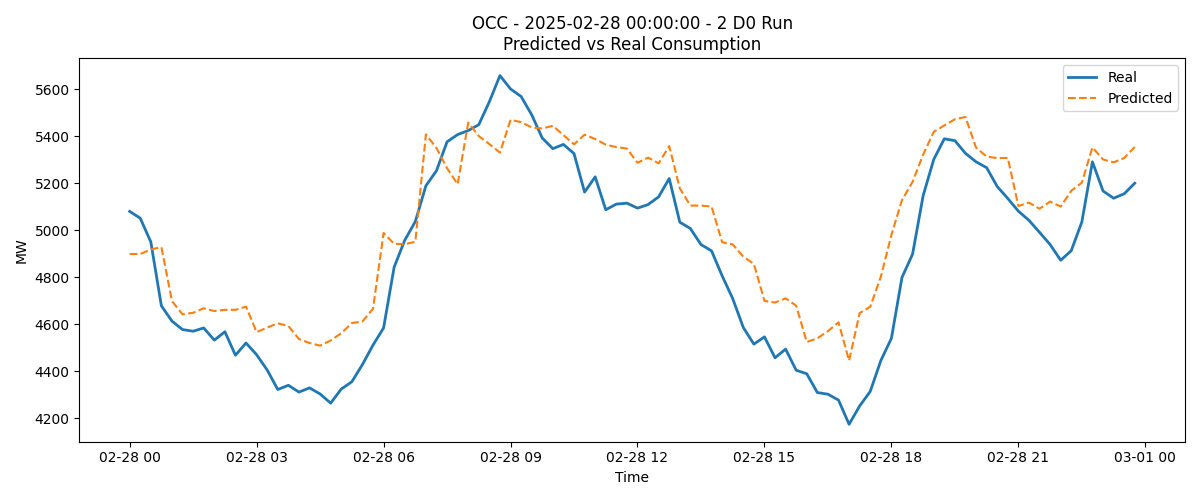 OCC - 2025-02-28 00:00:00 - 2 D0 Run
Predicted vs Real Consumption
Real
Predicted
MW
5600
5400
5200
5000
4800
4600
4400
4200
02-28 00
02-28 03
02-28 06
02-28 09
02-28 12
02-28 15
02-28 18
02-28 21
03-01 00
Time